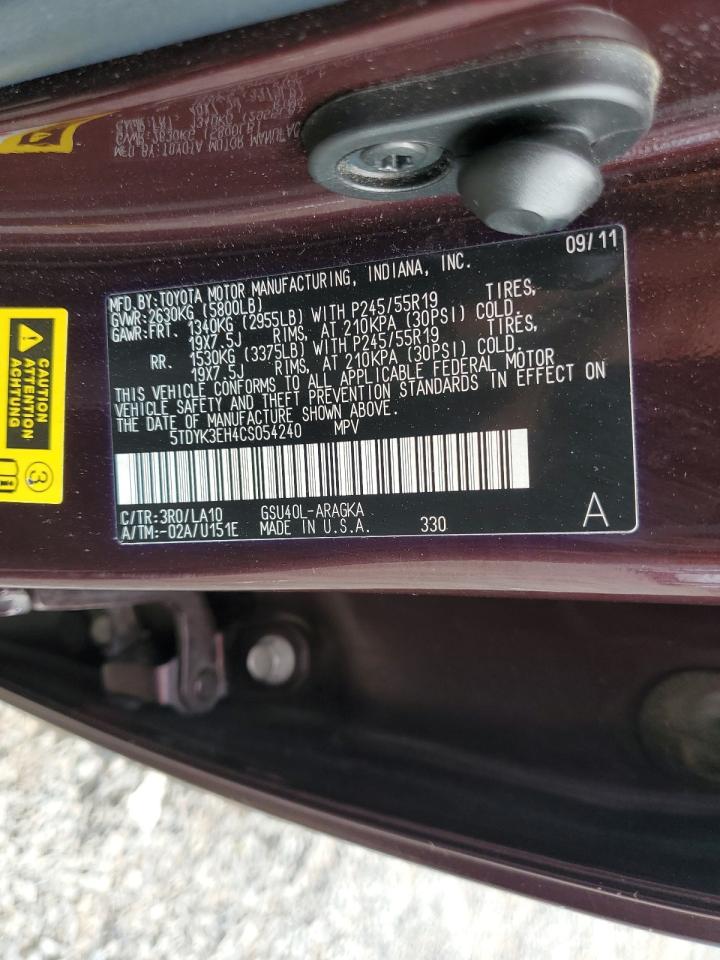 09/11
MFD.BY:TOYOTA MOTOR MANUFACTURING, INDIANA, INC.
GVWR:2630KG (5800LB)
GAWR:FRT. 1340KG (2955LB) WITH P245/55R19 TIRES,
19X7.5J RIMS, AT 210KPA (30PSI) COLD.
RR. 1530KG (3375LB) WITH P245/55R19 TIRES,
19X7.5J RIMS, AT 210KPA (30PSI) COLD.
THIS VEHICLE CONFORMS TO ALL APPLICABLE FEDERAL MOTOR
VEHICLE SAFETY AND THEFT PREVENTION STANDARDS IN EFFECT ON
THE DATE OF MANUFACTURE SHOWN ABOVE.
5TDYK3EH4CS054240 MPV
C/TR:3R0/LA10 GSU40L-ARAGKA
A/TM:-02A/U151E MADE IN U.S.A. 330 A
CAUTION
ATTENTION
ACHTUNG
3